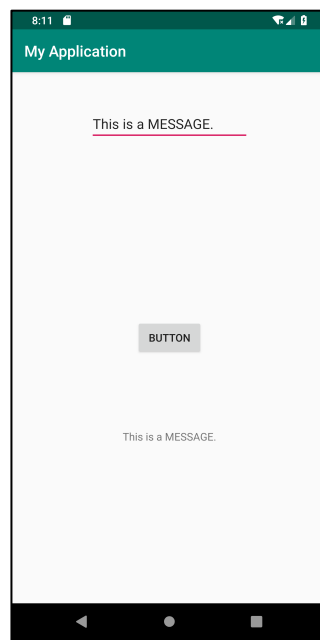 8:11
My Application
This is a MESSAGE.
BUTTON
This is a MESSAGE.